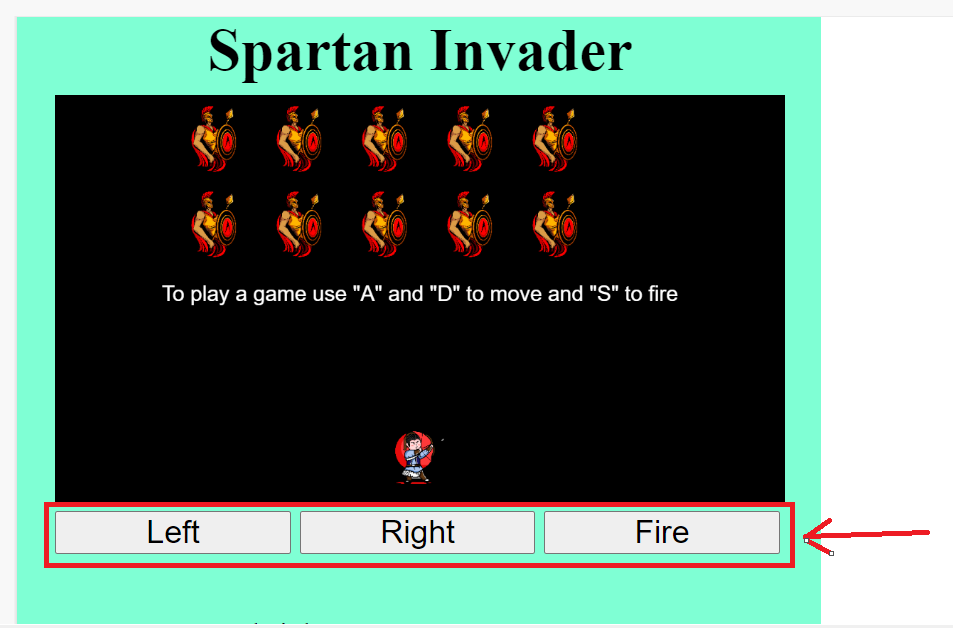 Spartan Invader
To play a game use "A" and "D" to move and "S" to fire
Left Right Fire